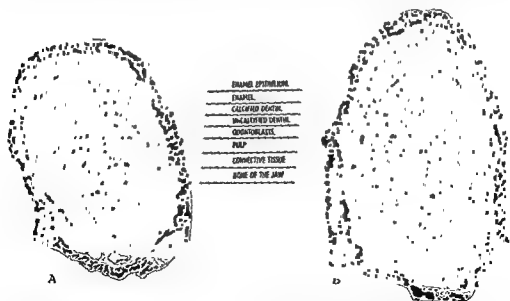 ENAMEL EPITHELIUM
ENAMEL
CALCIFIED DENTIN
UNCALCIFIED DENTIN
ODONTOBLASTS
PULP
CONNECTIVE TISSUE
BONE OF THE JAW
A
B